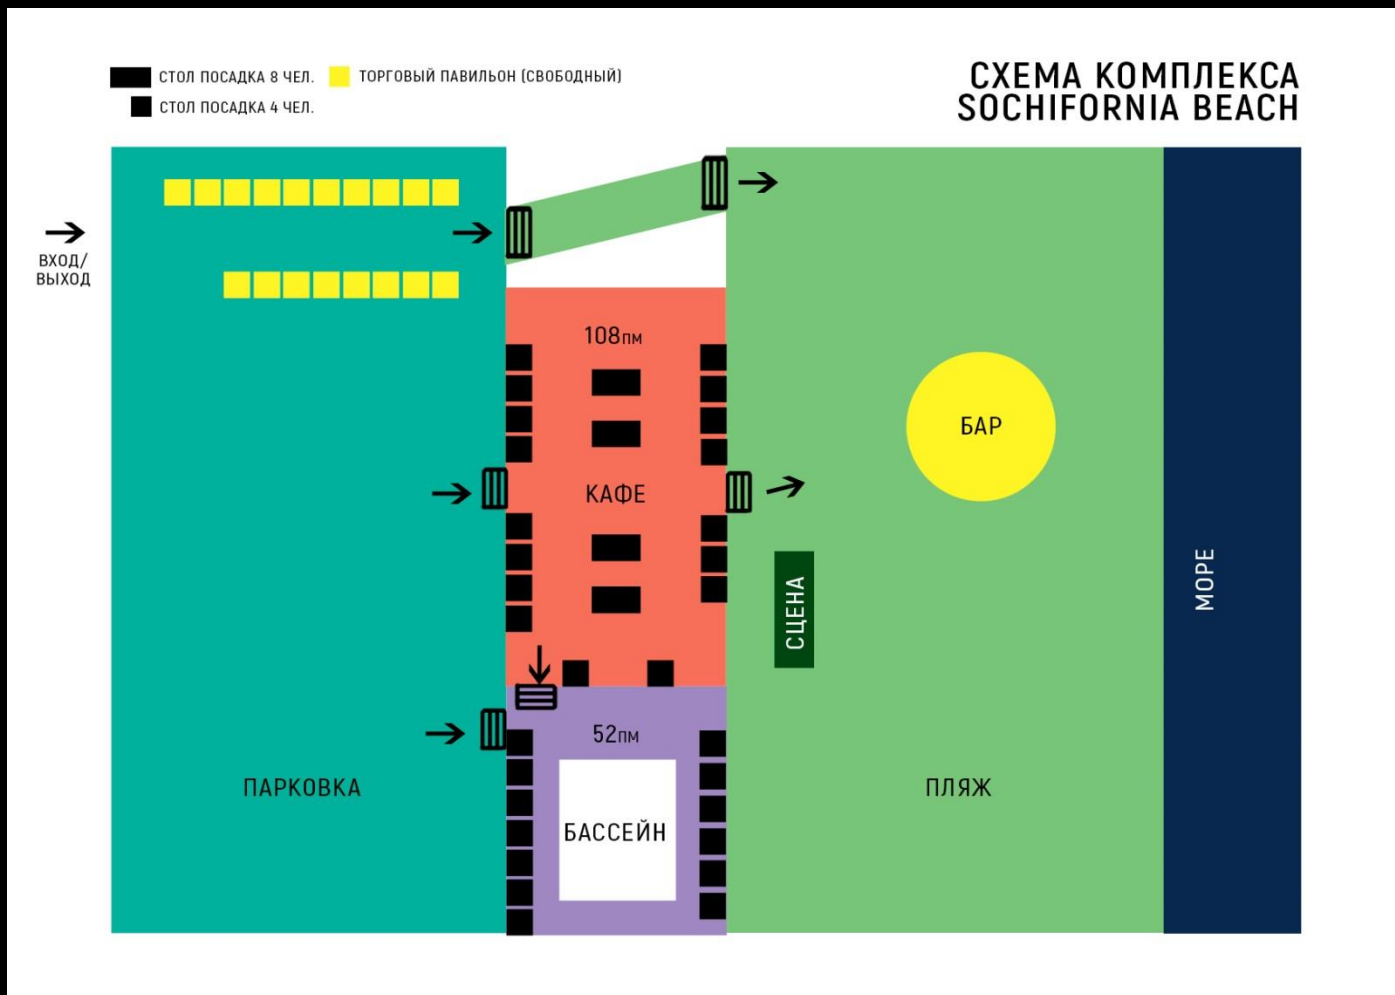 СТОЛ ПОСАДКА 8 ЧЕЛ.
ТОРГОВЫЙ ПАВИЛЬОН (СВОБОДНЫЙ)
СТОЛ ПОСАДКА 4 ЧЕЛ.
СХЕМА КОМПЛЕКСА
SOCHIFORNIA BEACH
ВХОД/
ВЫХОД
108пм
БАР
КАФЕ
МОРЕ
СЦЕНА
52пм
ПАРКОВКА
ПЛЯЖ
БАССЕЙН